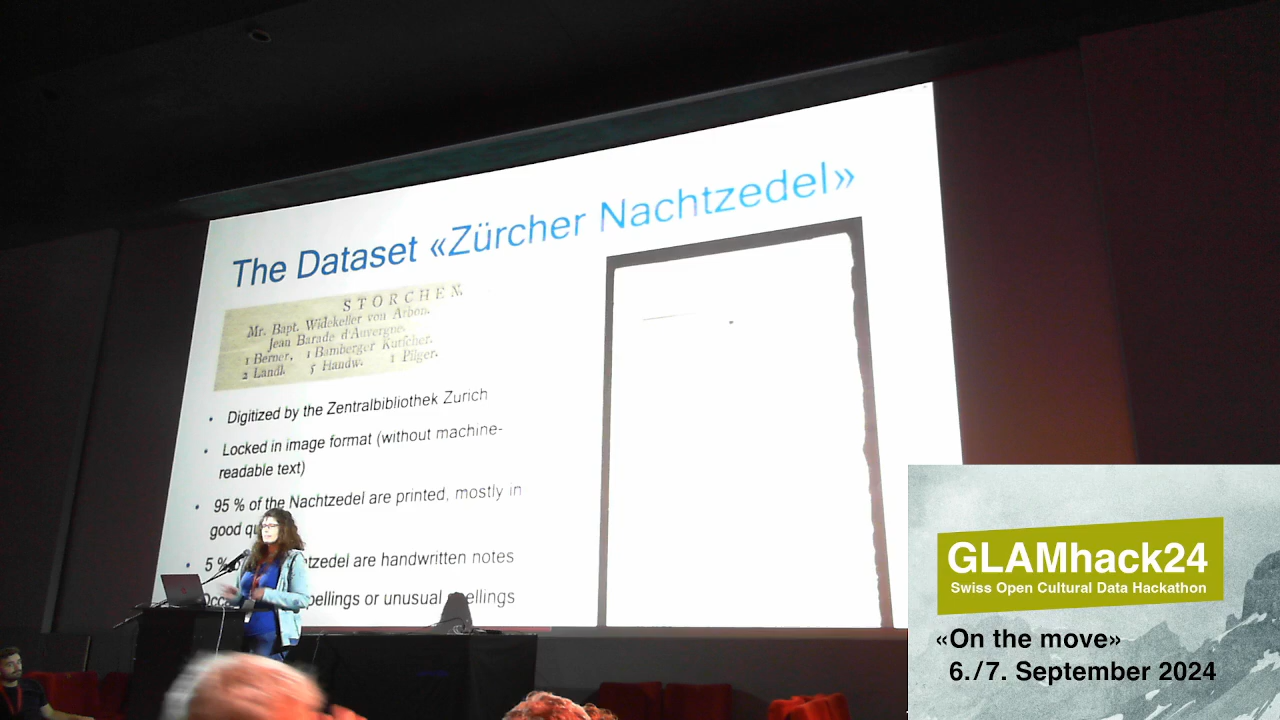 The Dataset «Zürcher Nachtzedel»
STORCHEN.
Mr. Bapt. Widekeller von Arbon.
Jean Barade d'Auvergne.
1 Berner, 1 Bamberger Kutscher.
2 Landl. 5 Handw. 1 Pilger.
• Digitized by the Zentralbibliothek Zurich
• Locked in image format (without machine-
readable text)
• 95 % of the Nachtzedel are printed, mostly in
good
• 5 % tzedel are handwritten notes
pellings or unusual spellings
GLAMhack24
Swiss Open Cultural Data Hackathon
«On the move»
6./7. September 2024